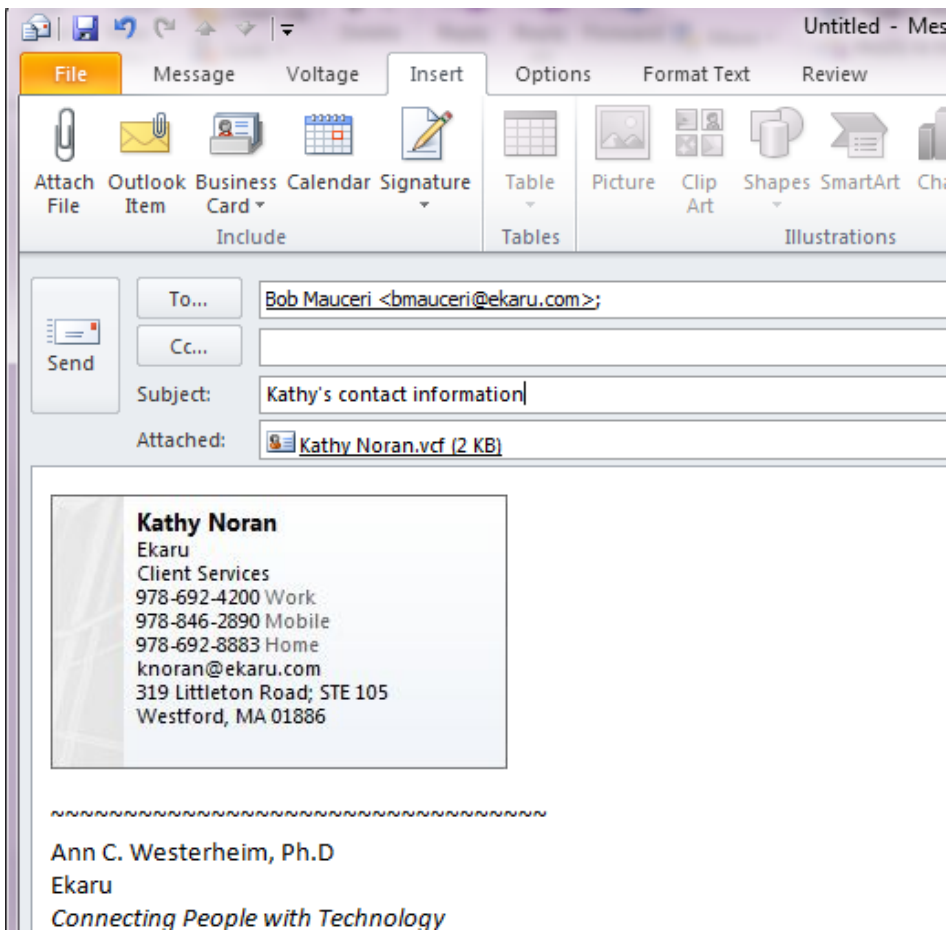 Untitled - Mes
File Message Voltage Insert Options Format Text Review
Attach File Outlook Item Business Card Calendar Signature Table Picture Clip Art Shapes SmartArt Cha
Include Tables Illustrations
Send
To... Bob Mauceri <bmauceri@ekaru.com>;
Cc...
Subject: Kathy's contact information
Attached: Kathy Noran.vcf (2 KB)
Kathy Noran
Ekaru
Client Services
978-692-4200 Work
978-846-2890 Mobile
978-692-8883 Home
knoran@ekaru.com
319 Littleton Road; STE 105
Westford, MA 01886
~~~~~~~~~~~~~~~~~~~~~~~~~~~~~~~~~~
Ann C. Westerheim, Ph.D
Ekaru
Connecting People with Technology